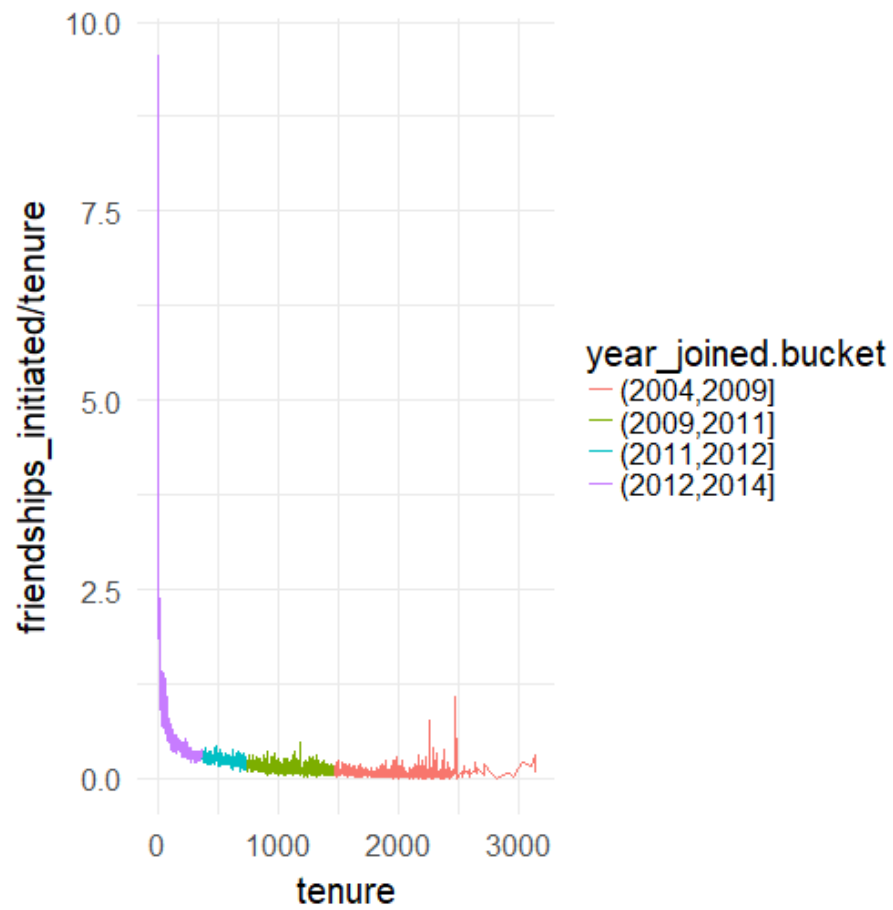 friendships_initiated/tenure
10.0
7.5
5.0
2.5
0.0
0 1000 2000 3000
tenure
year_joined.bucket
(2004,2009]
(2009,2011]
(2011,2012]
(2012,2014]